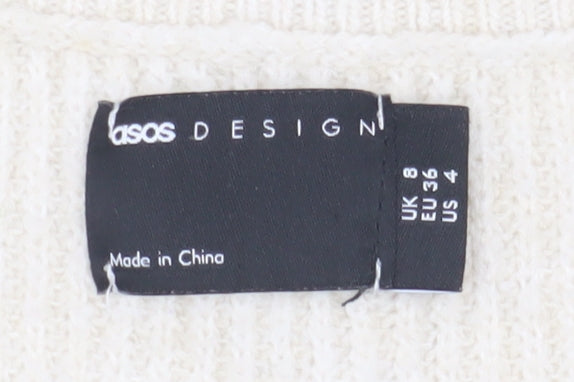 asos DESIGN
Made in China
UK 8
EU 36
US 4